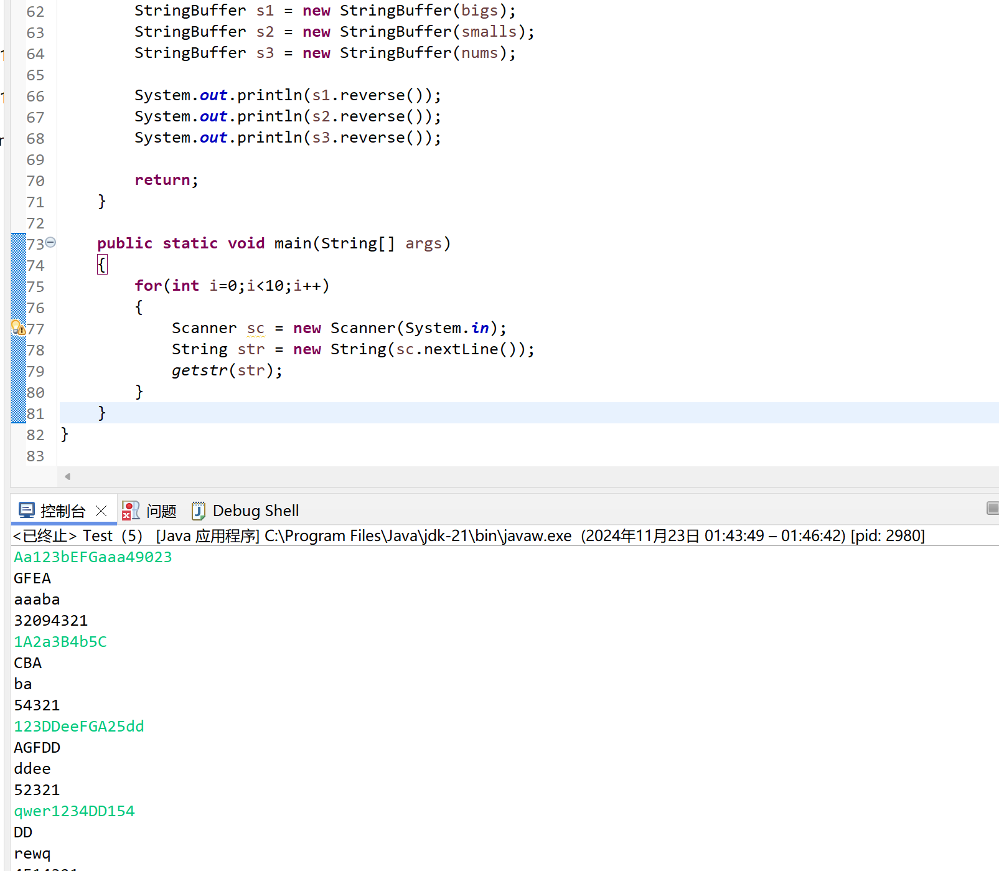 62 StringBuffer s1 = new StringBuffer(bigs);
63 StringBuffer s2 = new StringBuffer(smalls);
64 StringBuffer s3 = new StringBuffer(nums);
65
66 System.out.println(s1.reverse());
67 System.out.println(s2.reverse());
68 System.out.println(s3.reverse());
69
70 return;
71 }
72
73 public static void main(String[] args)
74 {
75 for(int i=0;i<10;i++)
76 {
77 Scanner sc = new Scanner(System.in);
78 String str = new String(sc.nextLine());
79 getstr(str);
80 }
81 }
82 }
83
控制台 问题 Debug Shell
<已终止> Test（5） [Java 应用程序] C:\Program Files\Java\jdk-21\bin\javaw.exe (2024年11月23日 01:43:49 – 01:46:42) [pid: 2980]
Aa123bEFGaaa49023
GFEA
aaaba
32094321
1A2a3B4b5C
CBA
ba
54321
123DDeeFGA25dd
AGFDD
ddee
52321
qwer1234DD154
DD
rewq